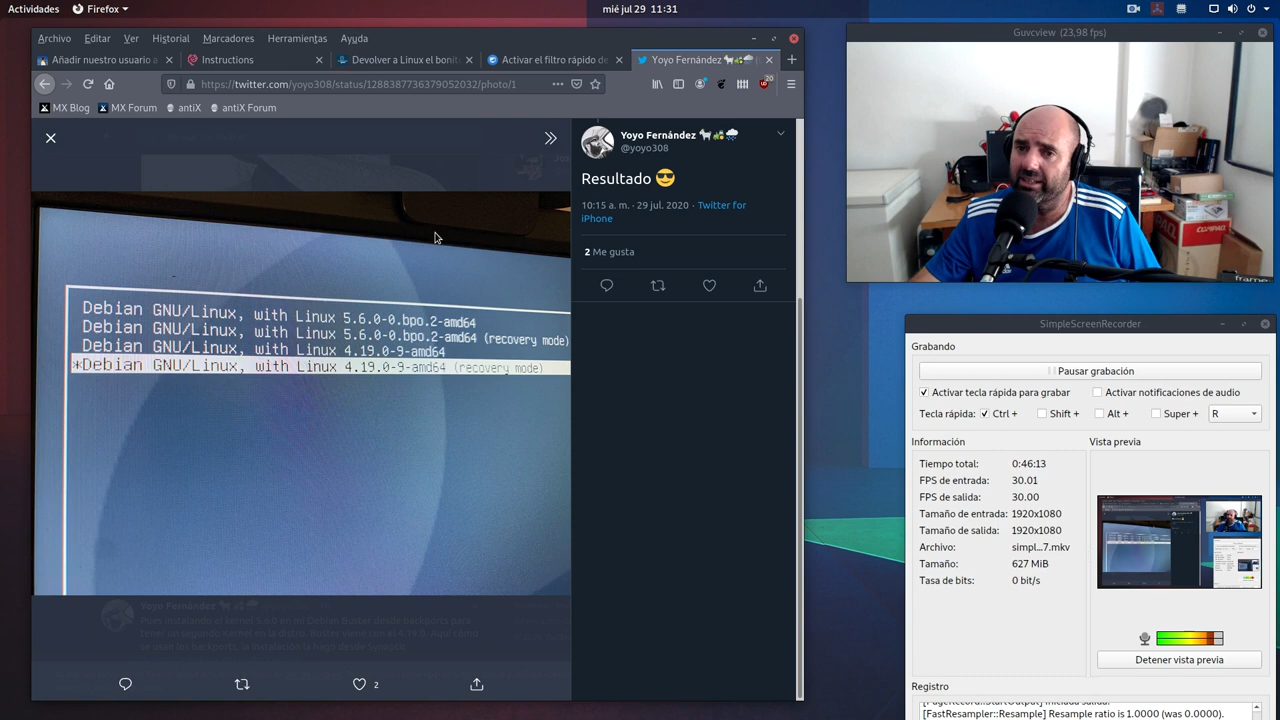 Actividades
Firefox
mié jul 29 11:31
Archivo Editar Ver Historial Marcadores Herramientas Ayuda
Añadir nuestro usuario a
Instructions
Devolver a Linux el bonit
Activar el filtro rápido de
Yoyo Fernández
https://twitter.com/yoyo308/status/1288387736379052032/photo/1
20
MX Blog MX Forum antiX antiX Forum
Yoyo Fernández
@yoyo308
Resultado 😎
10:15 a. m. · 29 jul. 2020 · Twitter for
iPhone
2 Me gusta
Debian GNU/Linux, with Linux 5.6.0-0.bpo.2-amd64
Debian GNU/Linux, with Linux 5.6.0-0.bpo.2-amd64 (recovery mode)
Debian GNU/Linux, with Linux 4.19.0-9-amd64
*Debian GNU/Linux, with Linux 4.19.0-9-amd64 (recovery mode)
Yoyo Fernández
2
Guvcview (23,98 fps)
frame
SimpleScreenRecorder
Grabando
Pausar grabación
Activar tecla rápida para grabar
Activar notificaciones de audio
Tecla rápida: Ctrl + Shift + Alt + Super + R
Información
Tiempo total: 0:46:13
FPS de entrada: 30.01
FPS de salida: 30.00
Tamaño de entrada: 1920x1080
Tamaño de salida: 1920x1080
Archivo: simpl...7.mkv
Tamaño: 627 MiB
Tasa de bits: 0 bit/s
Vista previa
Detener vista previa
Registro
[PageRecord::StartOutput] Iniciada salida.
[FastResampler::Resample] Resample ratio is 1.0000 (was 0.0000).